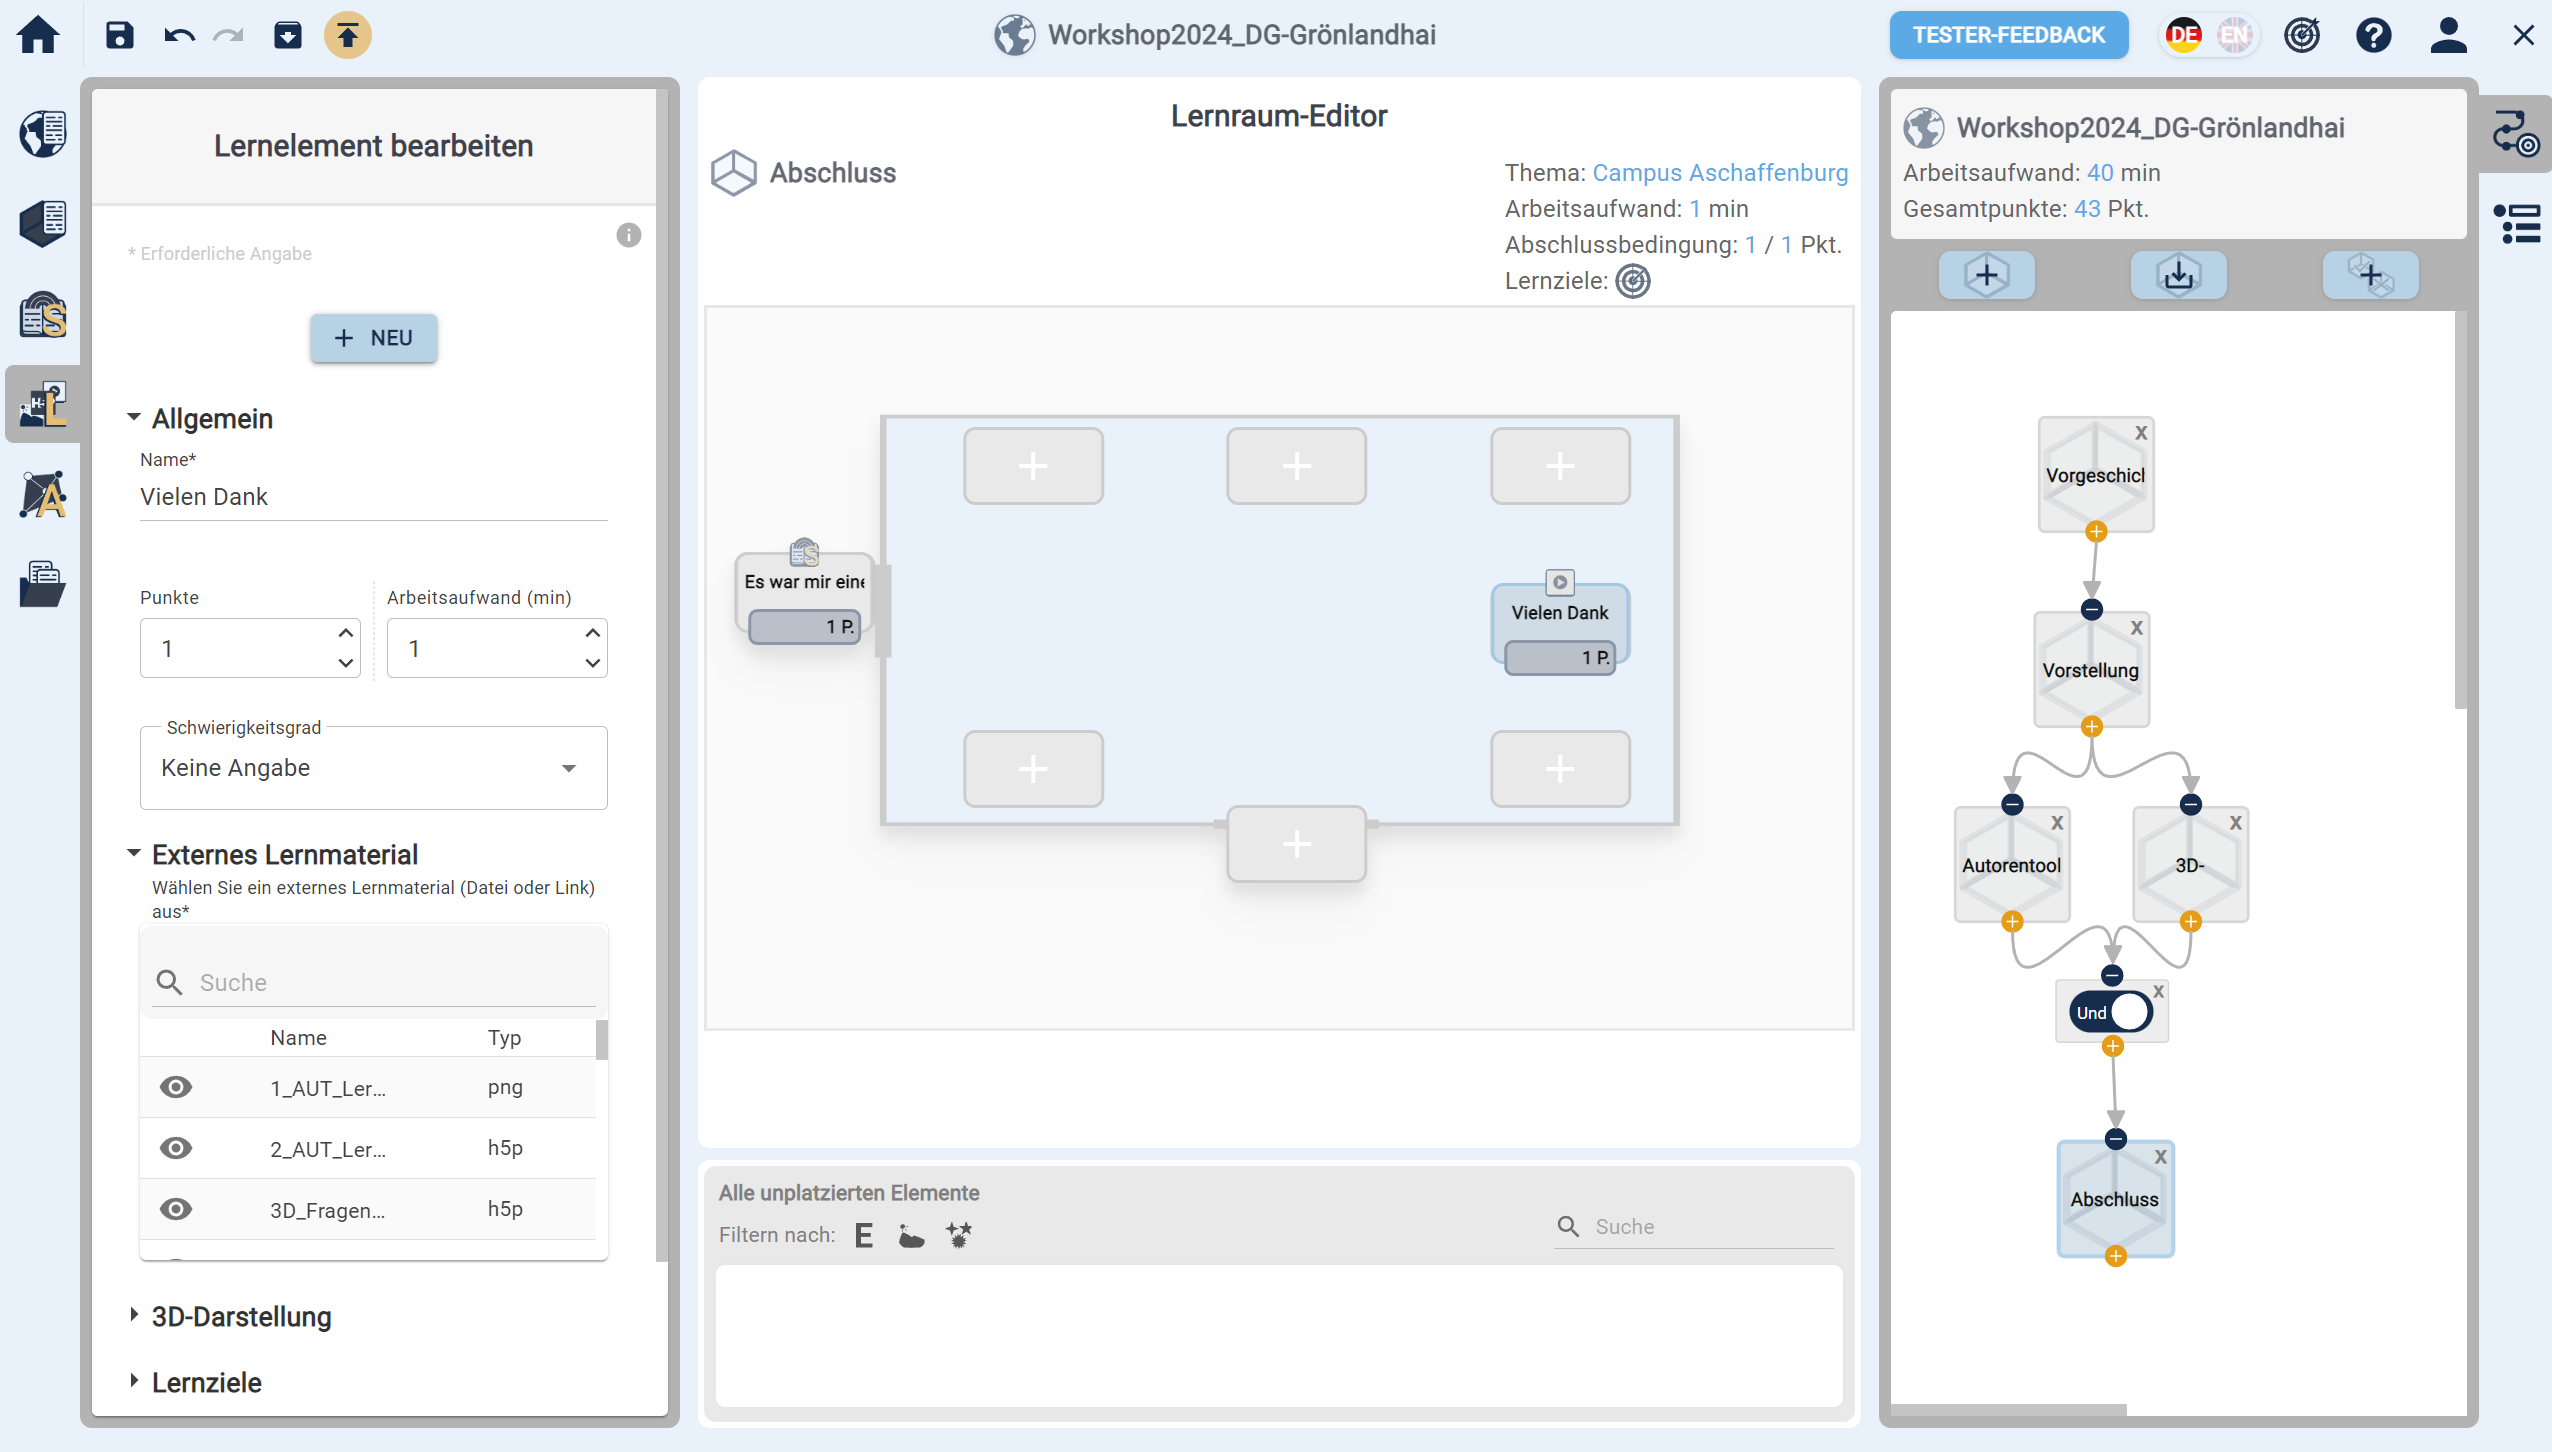 Workshop2024_DG-Grönlandhai
TESTER-FEEDBACK
DE
EN
Lernelement bearbeiten
* Erforderliche Angabe
+ NEU
Allgemein
Name*
Vielen Dank
Punkte
Arbeitsaufwand (min)
1
1
Schwierigkeitsgrad
Keine Angabe
Externes Lernmaterial
Wählen Sie ein externes Lernmaterial (Datei oder Link)
aus*
Suche
Name
Typ
1_AUT_Ler...
png
2_AUT_Ler...
h5p
3D_Fragen...
h5p
3D-Darstellung
Lernziele
S
L
A
Lernraum-Editor
Abschluss
Thema: Campus Aschaffenburg
Arbeitsaufwand: 1 min
Abschlussbedingung: 1 / 1 Pkt.
Lernziele:
Es war mir eine
1 P.
Vielen Dank
1 P.
Alle unplatzierten Elemente
Filtern nach: E
Suche
Workshop2024_DG-Grönlandhai
Arbeitsaufwand: 40 min
Gesamtpunkte: 43 Pkt.
X
Vorgeschicl
X
Vorstellung
X
Autorentool
X
3D-
X
Und
X
Abschluss